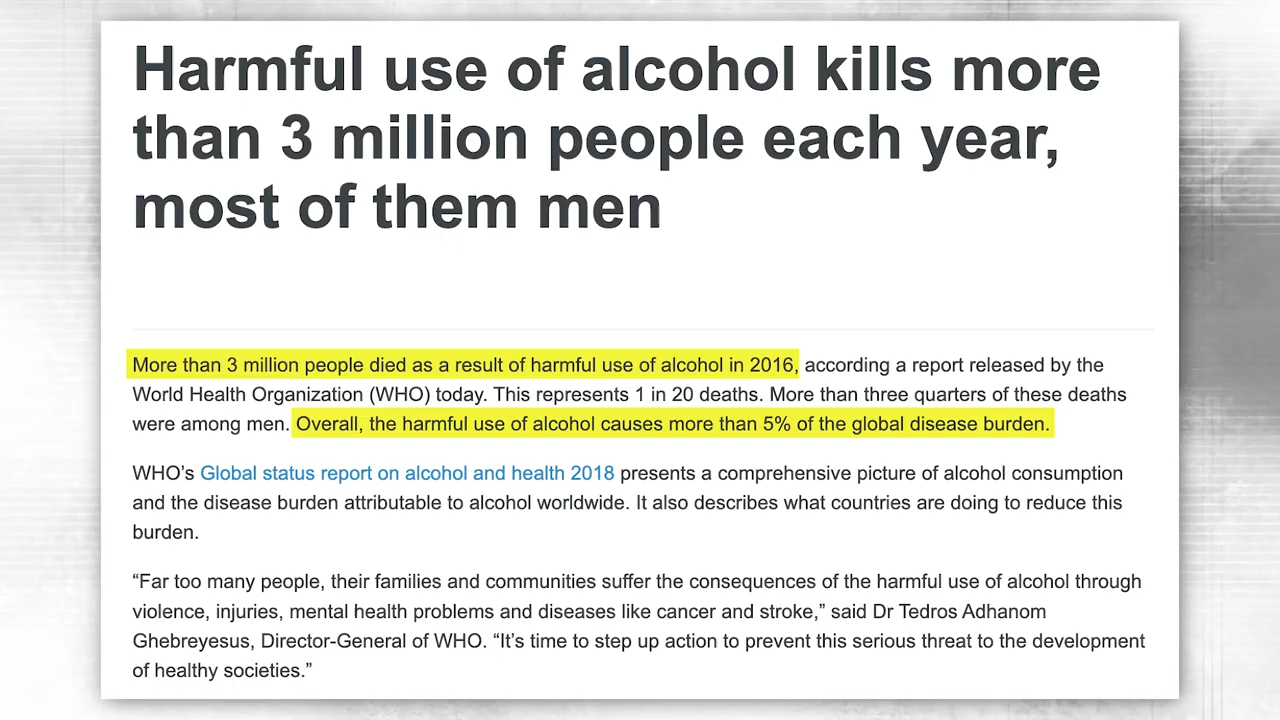 Harmful use of alcohol kills more
than 3 million people each year,
most of them men
More than 3 million people died as a result of harmful use of alcohol in 2016, according a report released by the
World Health Organization (WHO) today. This represents 1 in 20 deaths. More than three quarters of these deaths
were among men. Overall, the harmful use of alcohol causes more than 5% of the global disease burden.
WHO’s Global status report on alcohol and health 2018 presents a comprehensive picture of alcohol consumption
and the disease burden attributable to alcohol worldwide. It also describes what countries are doing to reduce this
burden.
“Far too many people, their families and communities suffer the consequences of the harmful use of alcohol through
violence, injuries, mental health problems and diseases like cancer and stroke,” said Dr Tedros Adhanom
Ghebreyesus, Director-General of WHO. “It’s time to step up action to prevent this serious threat to the development
of healthy societies.”